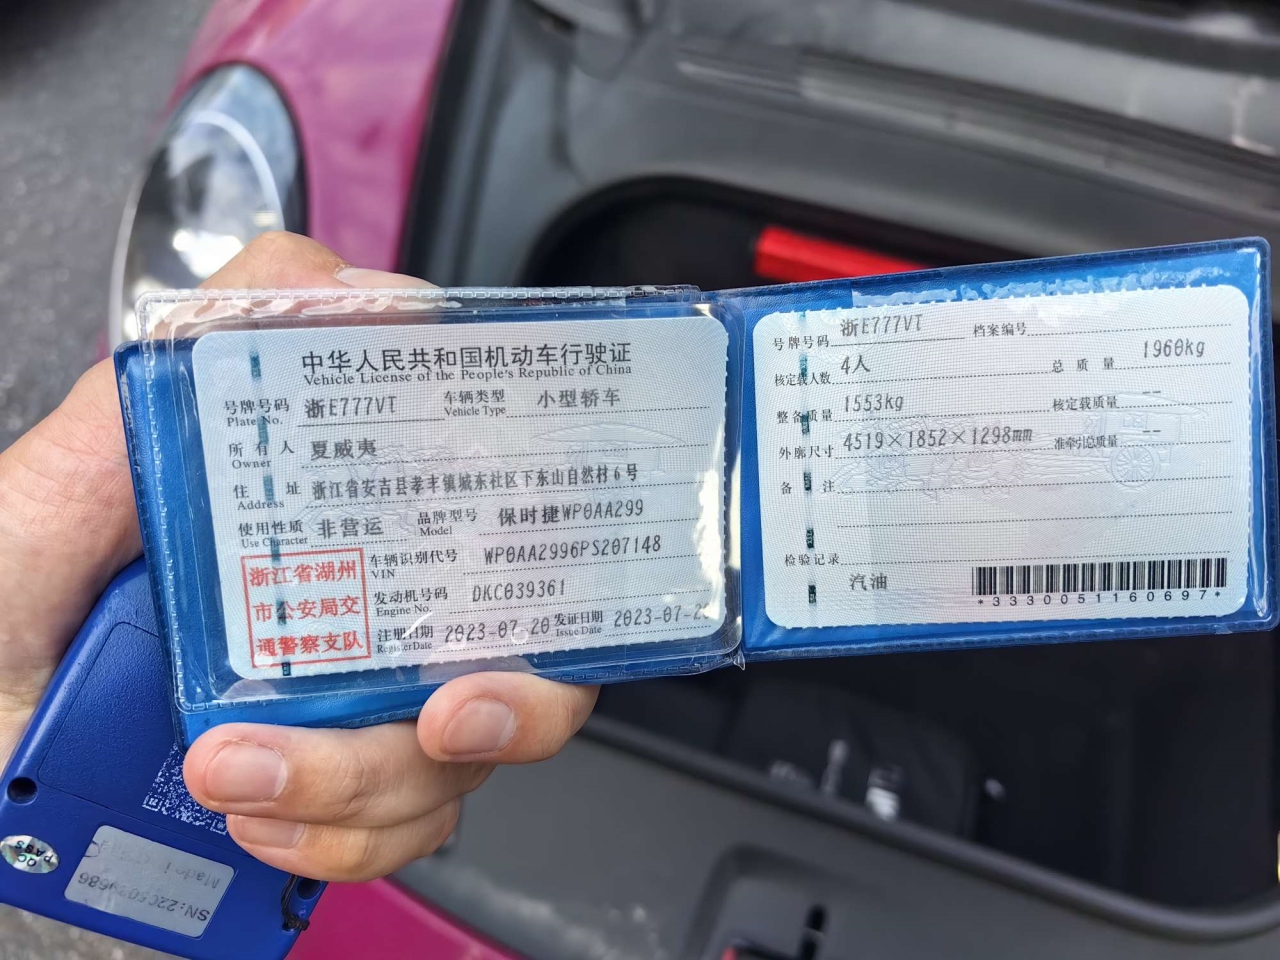 中华人民共和国机动车行驶证
Vehicle License of the People's Republic of China
号牌号码 浙E777VT 车辆类型 小型轿车
Plate No. Vehicle Type
所有人 夏威夷
Owner
住址 浙江省安吉县孝丰镇城东社区下东山自然村6号
Address
使用性质 非营运 品牌型号 保时捷WP0AA299
Use Character Model
浙江省湖州
市公安局交
通警察支队
车辆识别代号 WP0AA2996PS207148
VIN
发动机号码 DKC039361
Engine No.
注册日期 2023-07-20 发证日期 2023-07-2
Register Date Issue Date
号牌号码 浙E777VT 档案编号
核定载人数 4人 总质量 1960kg
整备质量 1553kg 核定载质量 --
外廓尺寸 4519×1852×1298mm 准牵引总质量 --
备注
检验记录
汽油
*3330051160697*
QC
PASS